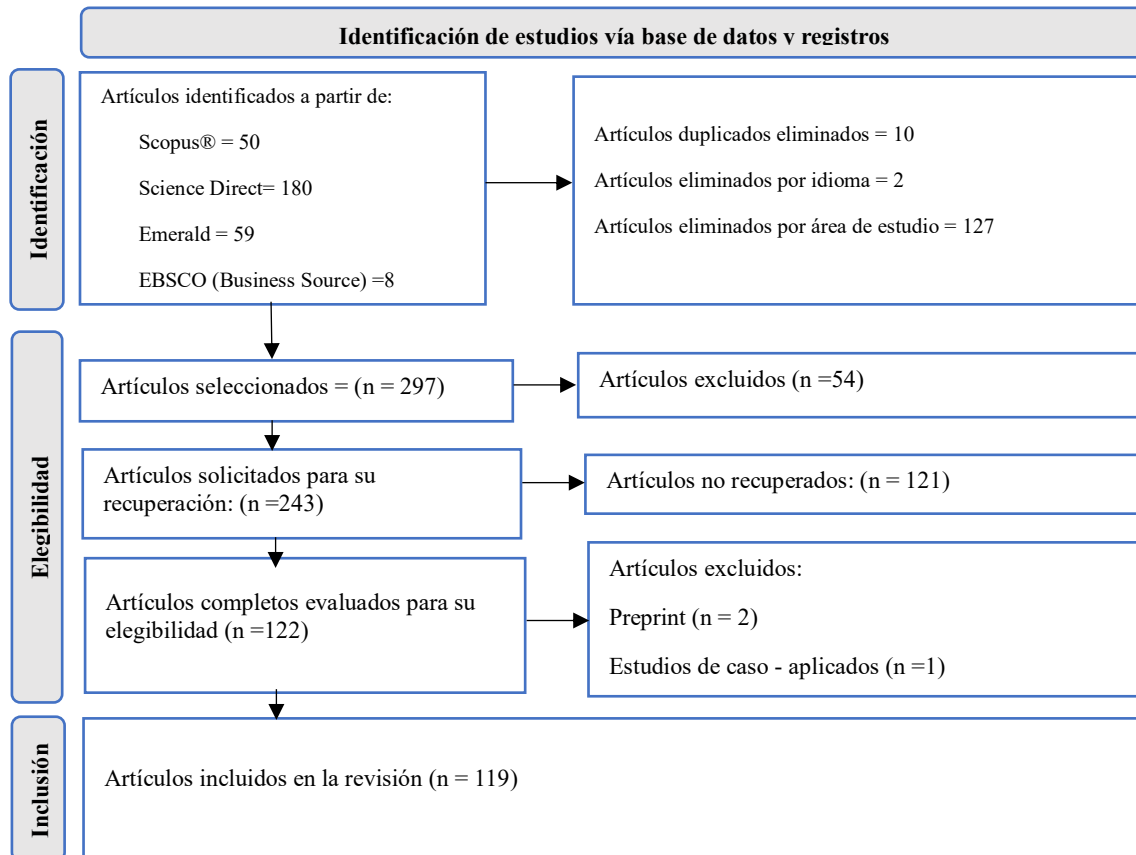 Identificación de estudios vía base de datos y registros
Identificación
Artículos identificados a partir de:
Scopus® = 50
Science Direct= 180
Emerald = 59
EBSCO (Business Source) =8
Artículos duplicados eliminados = 10
Artículos eliminados por idioma = 2
Artículos eliminados por área de estudio = 127
Elegibilidad
Artículos seleccionados = (n = 297)
Artículos excluidos (n =54)
Artículos solicitados para su
recuperación: (n =243)
Artículos no recuperados: (n = 121)
Artículos completos evaluados para su
elegibilidad (n =122)
Artículos excluidos:
Preprint (n = 2)
Estudios de caso - aplicados (n =1)
Inclusión
Artículos incluidos en la revisión (n = 119)